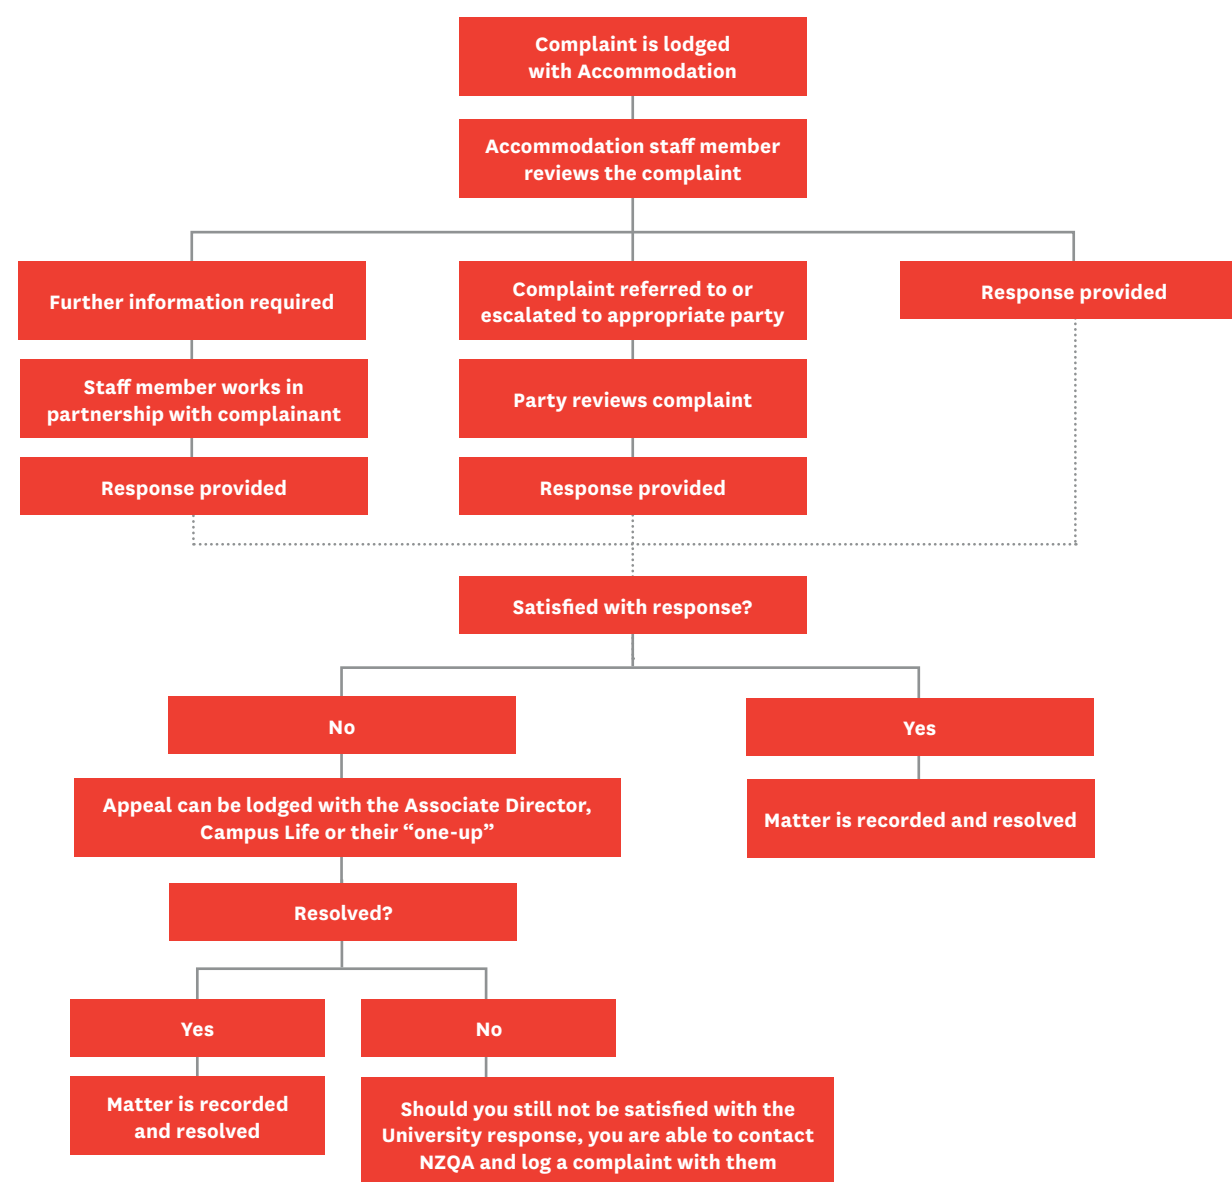 Complaint is lodged
with Accommodation
Accommodation staff member
reviews the complaint
Further information required
Complaint referred to or
escalated to appropriate party
Response provided
Staff member works in
partnership with complainant
Party reviews complaint
Response provided
Response provided
Satisfied with response?
No
Yes
Appeal can be lodged with the Associate Director,
Campus Life or their “one-up”
Matter is recorded and resolved
Resolved?
Yes
No
Matter is recorded
and resolved
Should you still not be satisfied with the
University response, you are able to contact
NZQA and log a complaint with them